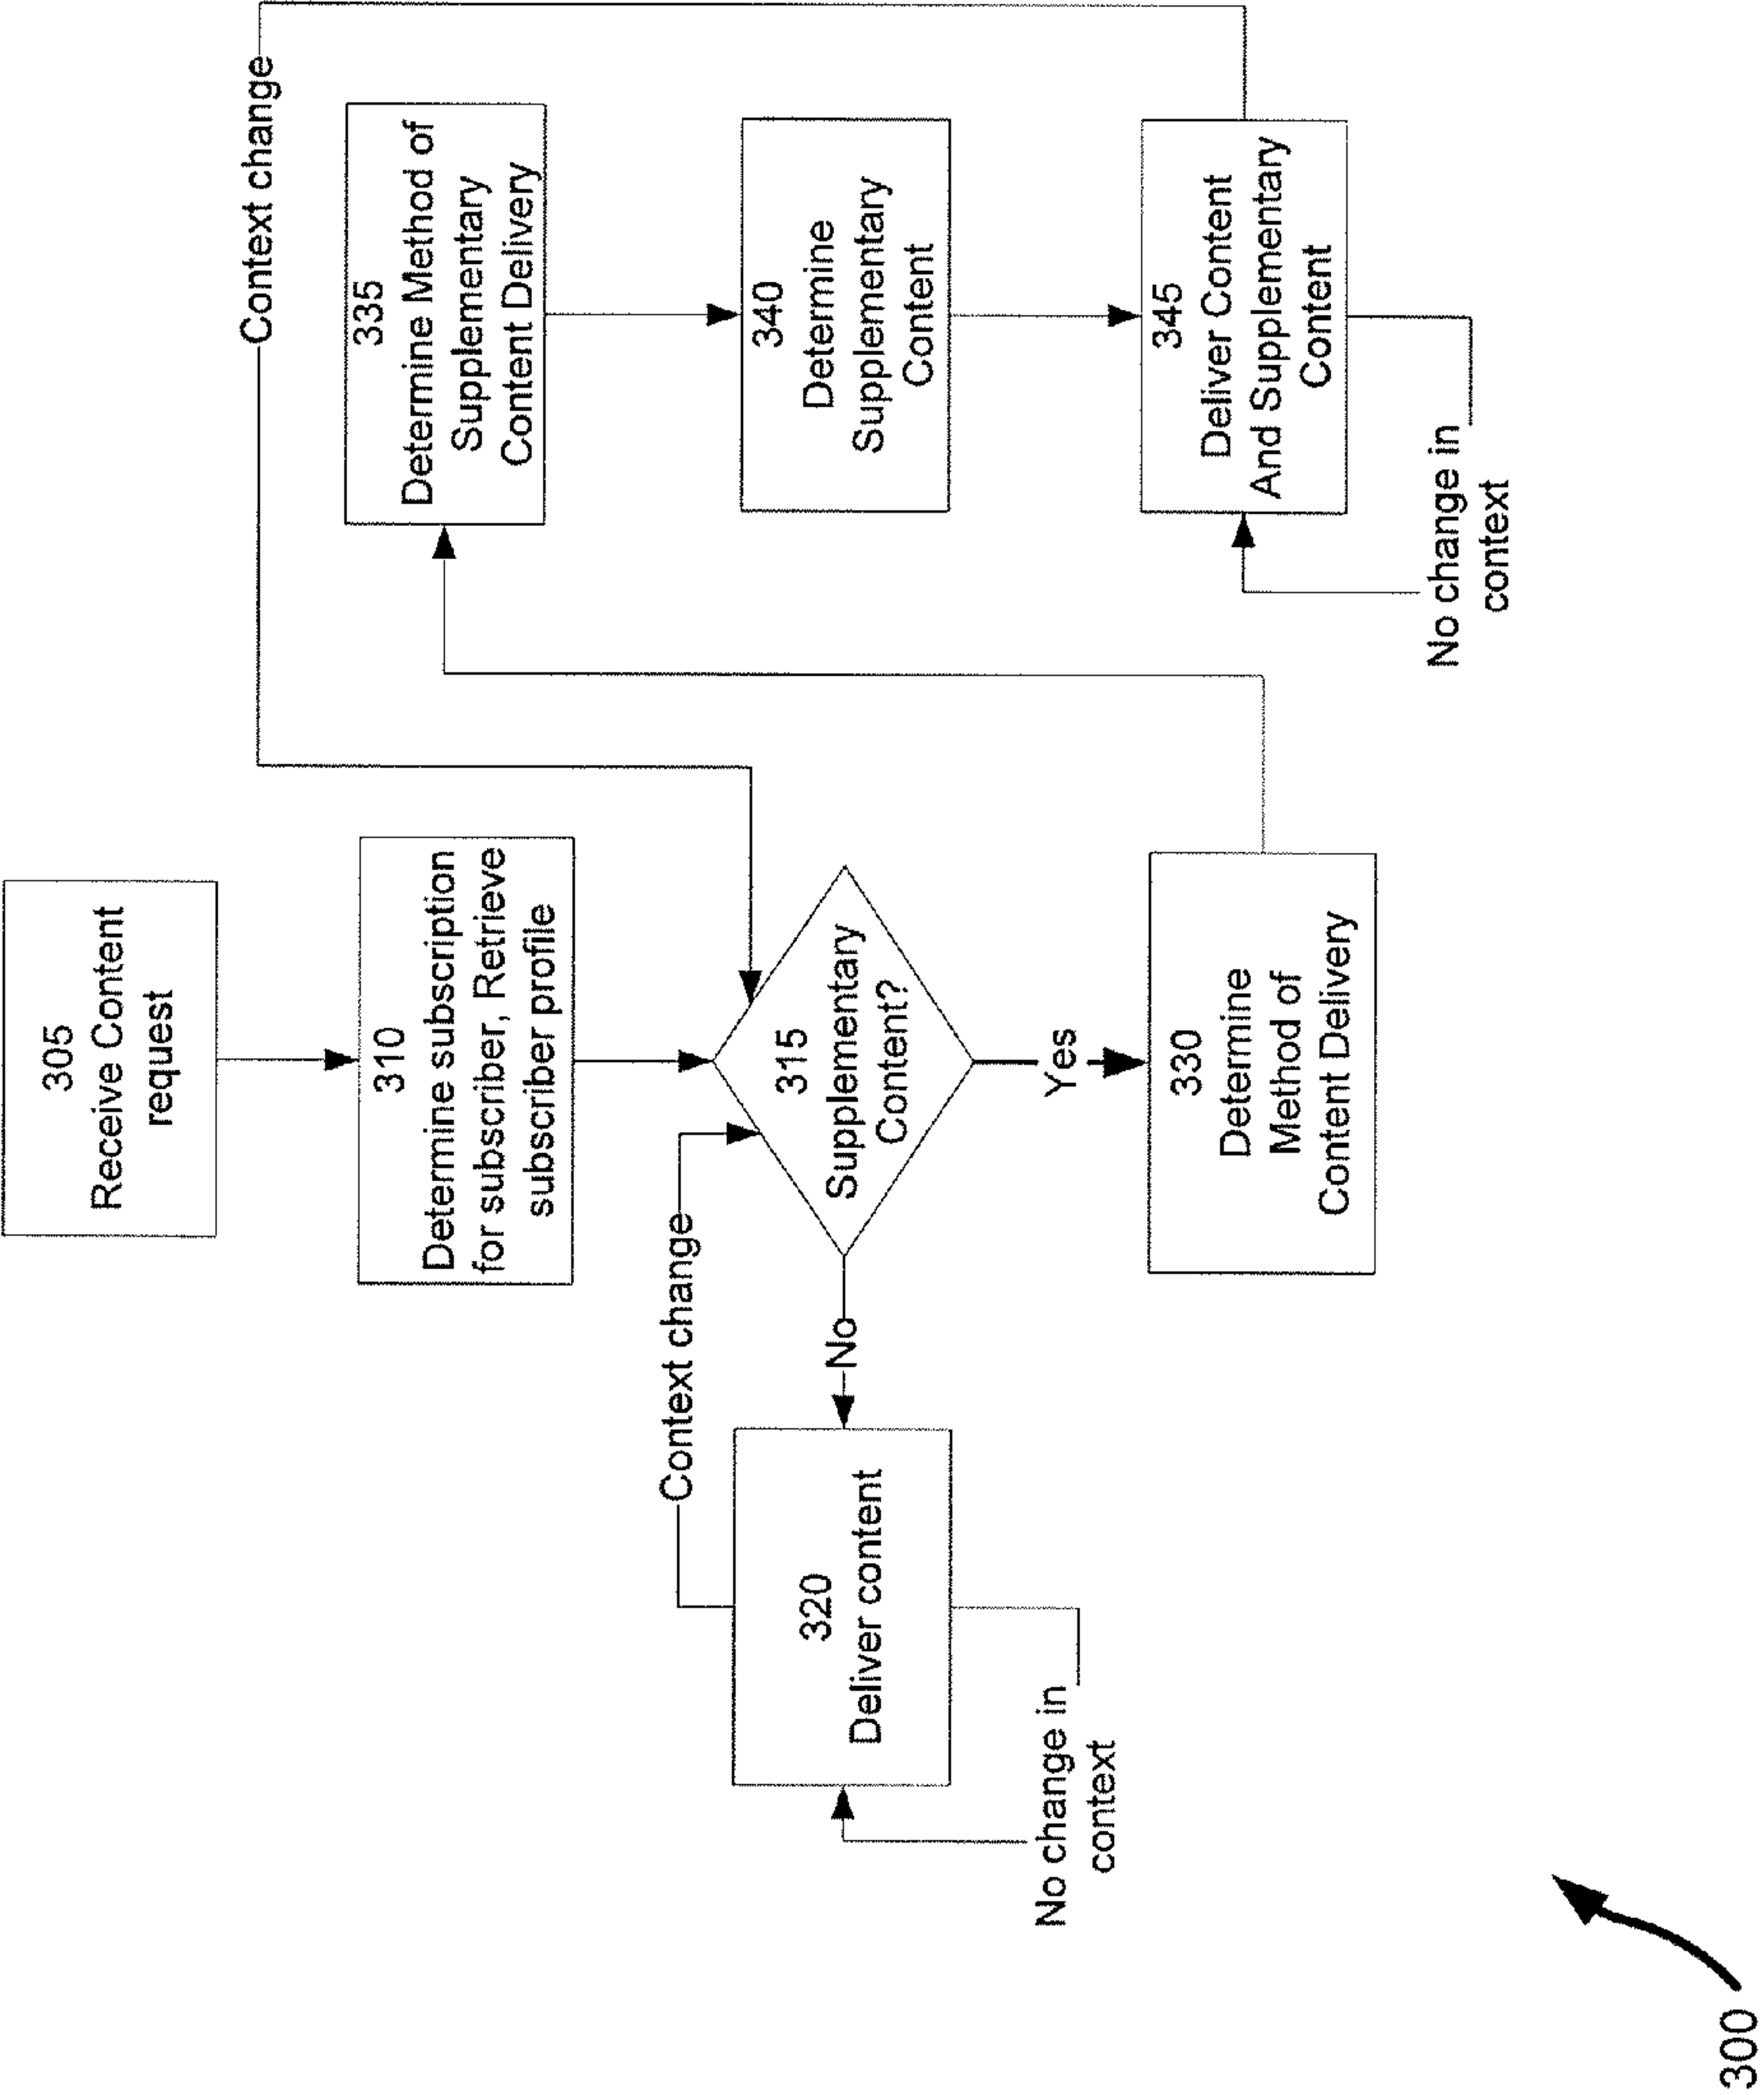 305
Receive Content
request
310
Determine subscription
for subscriber, Retrieve
subscriber profile
Context change
315
Supplementary
Content?
No
Yes
Context change
320
Deliver content
No change in
context
330
Determine
Method of
Content Delivery
335
Determine Method of
Supplementary
Content Delivery
340
Determine
Supplementary
Content
345
Deliver Content
And Supplementary
Content
No change in
context
300